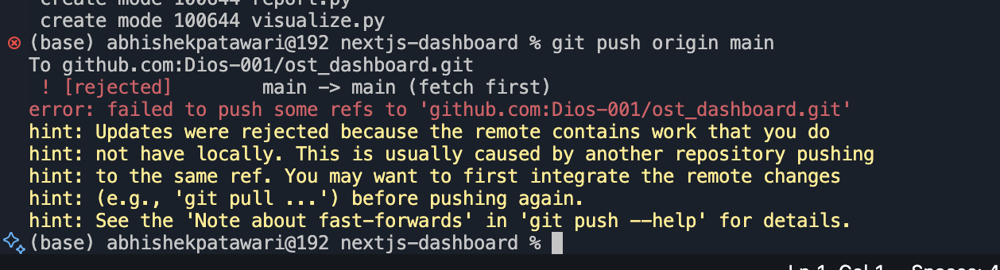 create mode 100644 report.py
create mode 100644 visualize.py
(base) abhishekpatawari@192 nextjs-dashboard % git push origin main
To github.com:Dios-001/ost_dashboard.git
! [rejected]        main -> main (fetch first)
error: failed to push some refs to 'github.com:Dios-001/ost_dashboard.git'
hint: Updates were rejected because the remote contains work that you do
hint: not have locally. This is usually caused by another repository pushing
hint: to the same ref. You may want to first integrate the remote changes
hint: (e.g., 'git pull ...') before pushing again.
hint: See the 'Note about fast-forwards' in 'git push --help' for details.
(base) abhishekpatawari@192 nextjs-dashboard %
Ln 1, Col 1 Spaces: 4